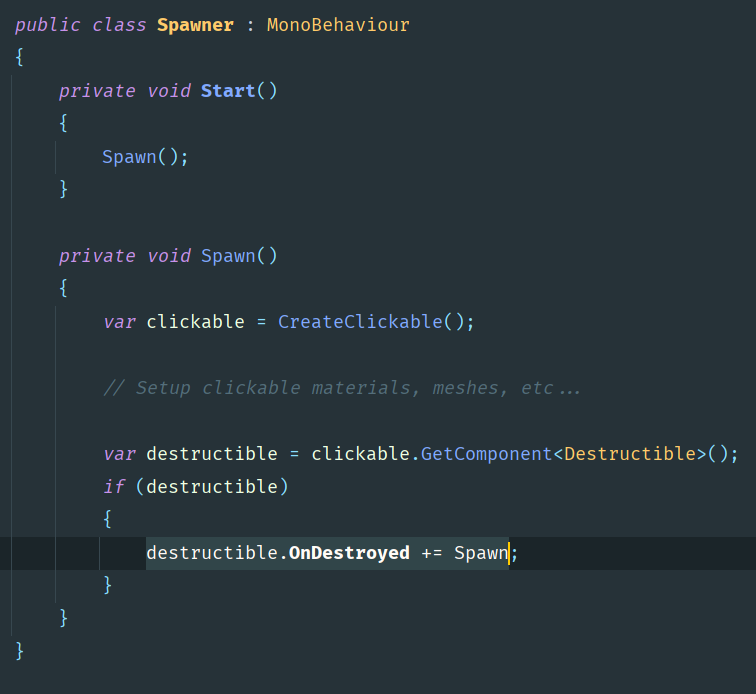 public class Spawner : MonoBehaviour
{
    private void Start()
    {
        Spawn();
    }

    private void Spawn()
    {
        var clickable = CreateClickable();

        // Setup clickable materials, meshes, etc...

        var destructible = clickable.GetComponent<Destructible>();
        if (destructible)
        {
            destructible.OnDestroyed += Spawn;
        }
    }
}